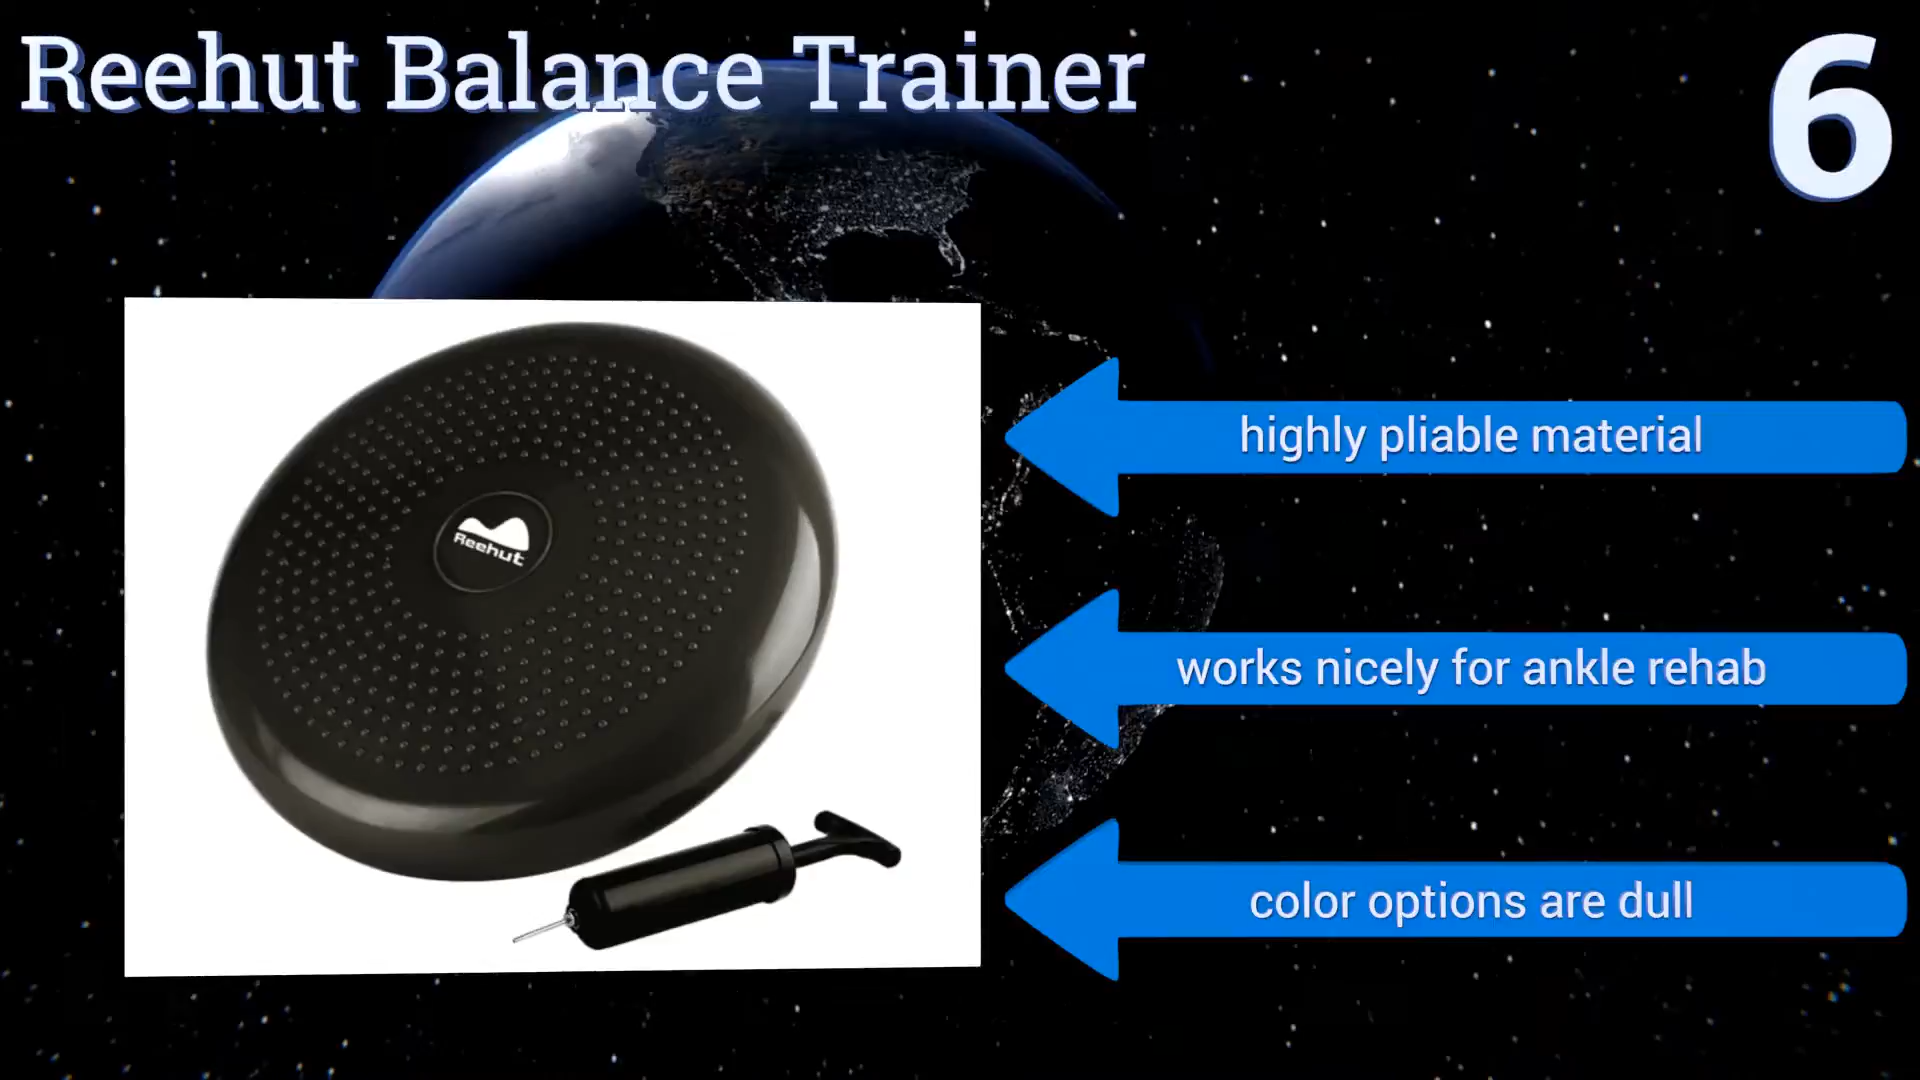 Reehut Balance Trainer
6
Reehut
highly pliable material
works nicely for ankle rehab
color options are dull